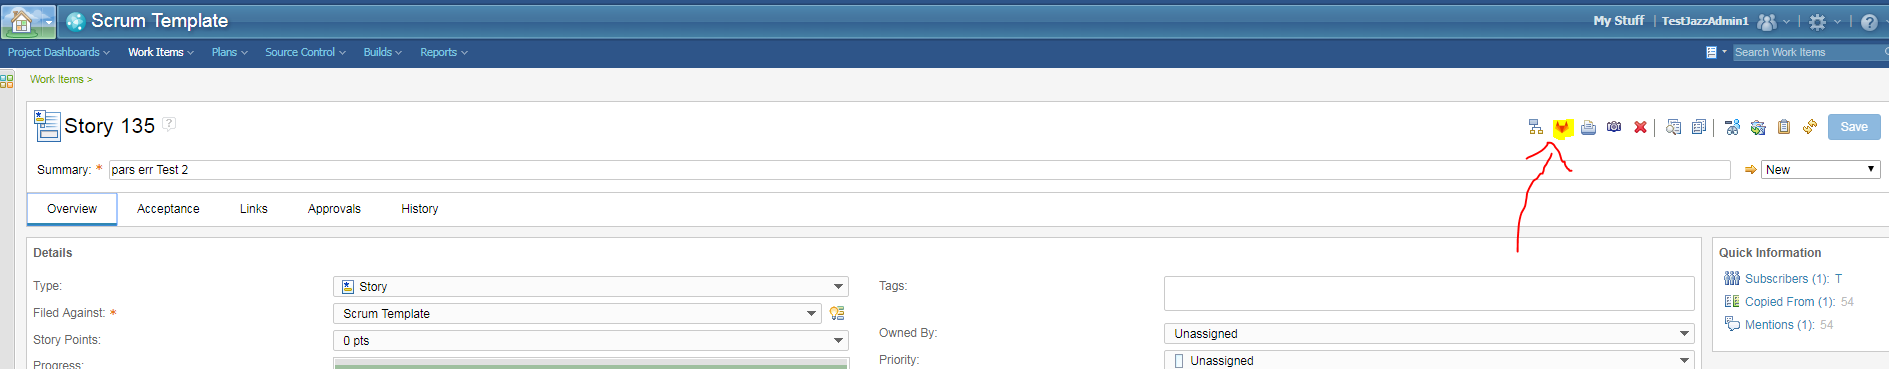 Scrum Template
My Stuff | TestJazzAdmin1
Project Dashboards Work Items Plans Source Control Builds Reports Search Work Items
Work Items >
Story 135 ?
Save
Summary: * pars err Test 2 New
Overview Acceptance Links Approvals History
Details
Type: Story
Filed Against: * Scrum Template
Story Points: 0 pts
Progress:
Tags:
Owned By: Unassigned
Priority: Unassigned
Quick Information
Subscribers (1): T
Copied From (1): 54
Mentions (1): 54